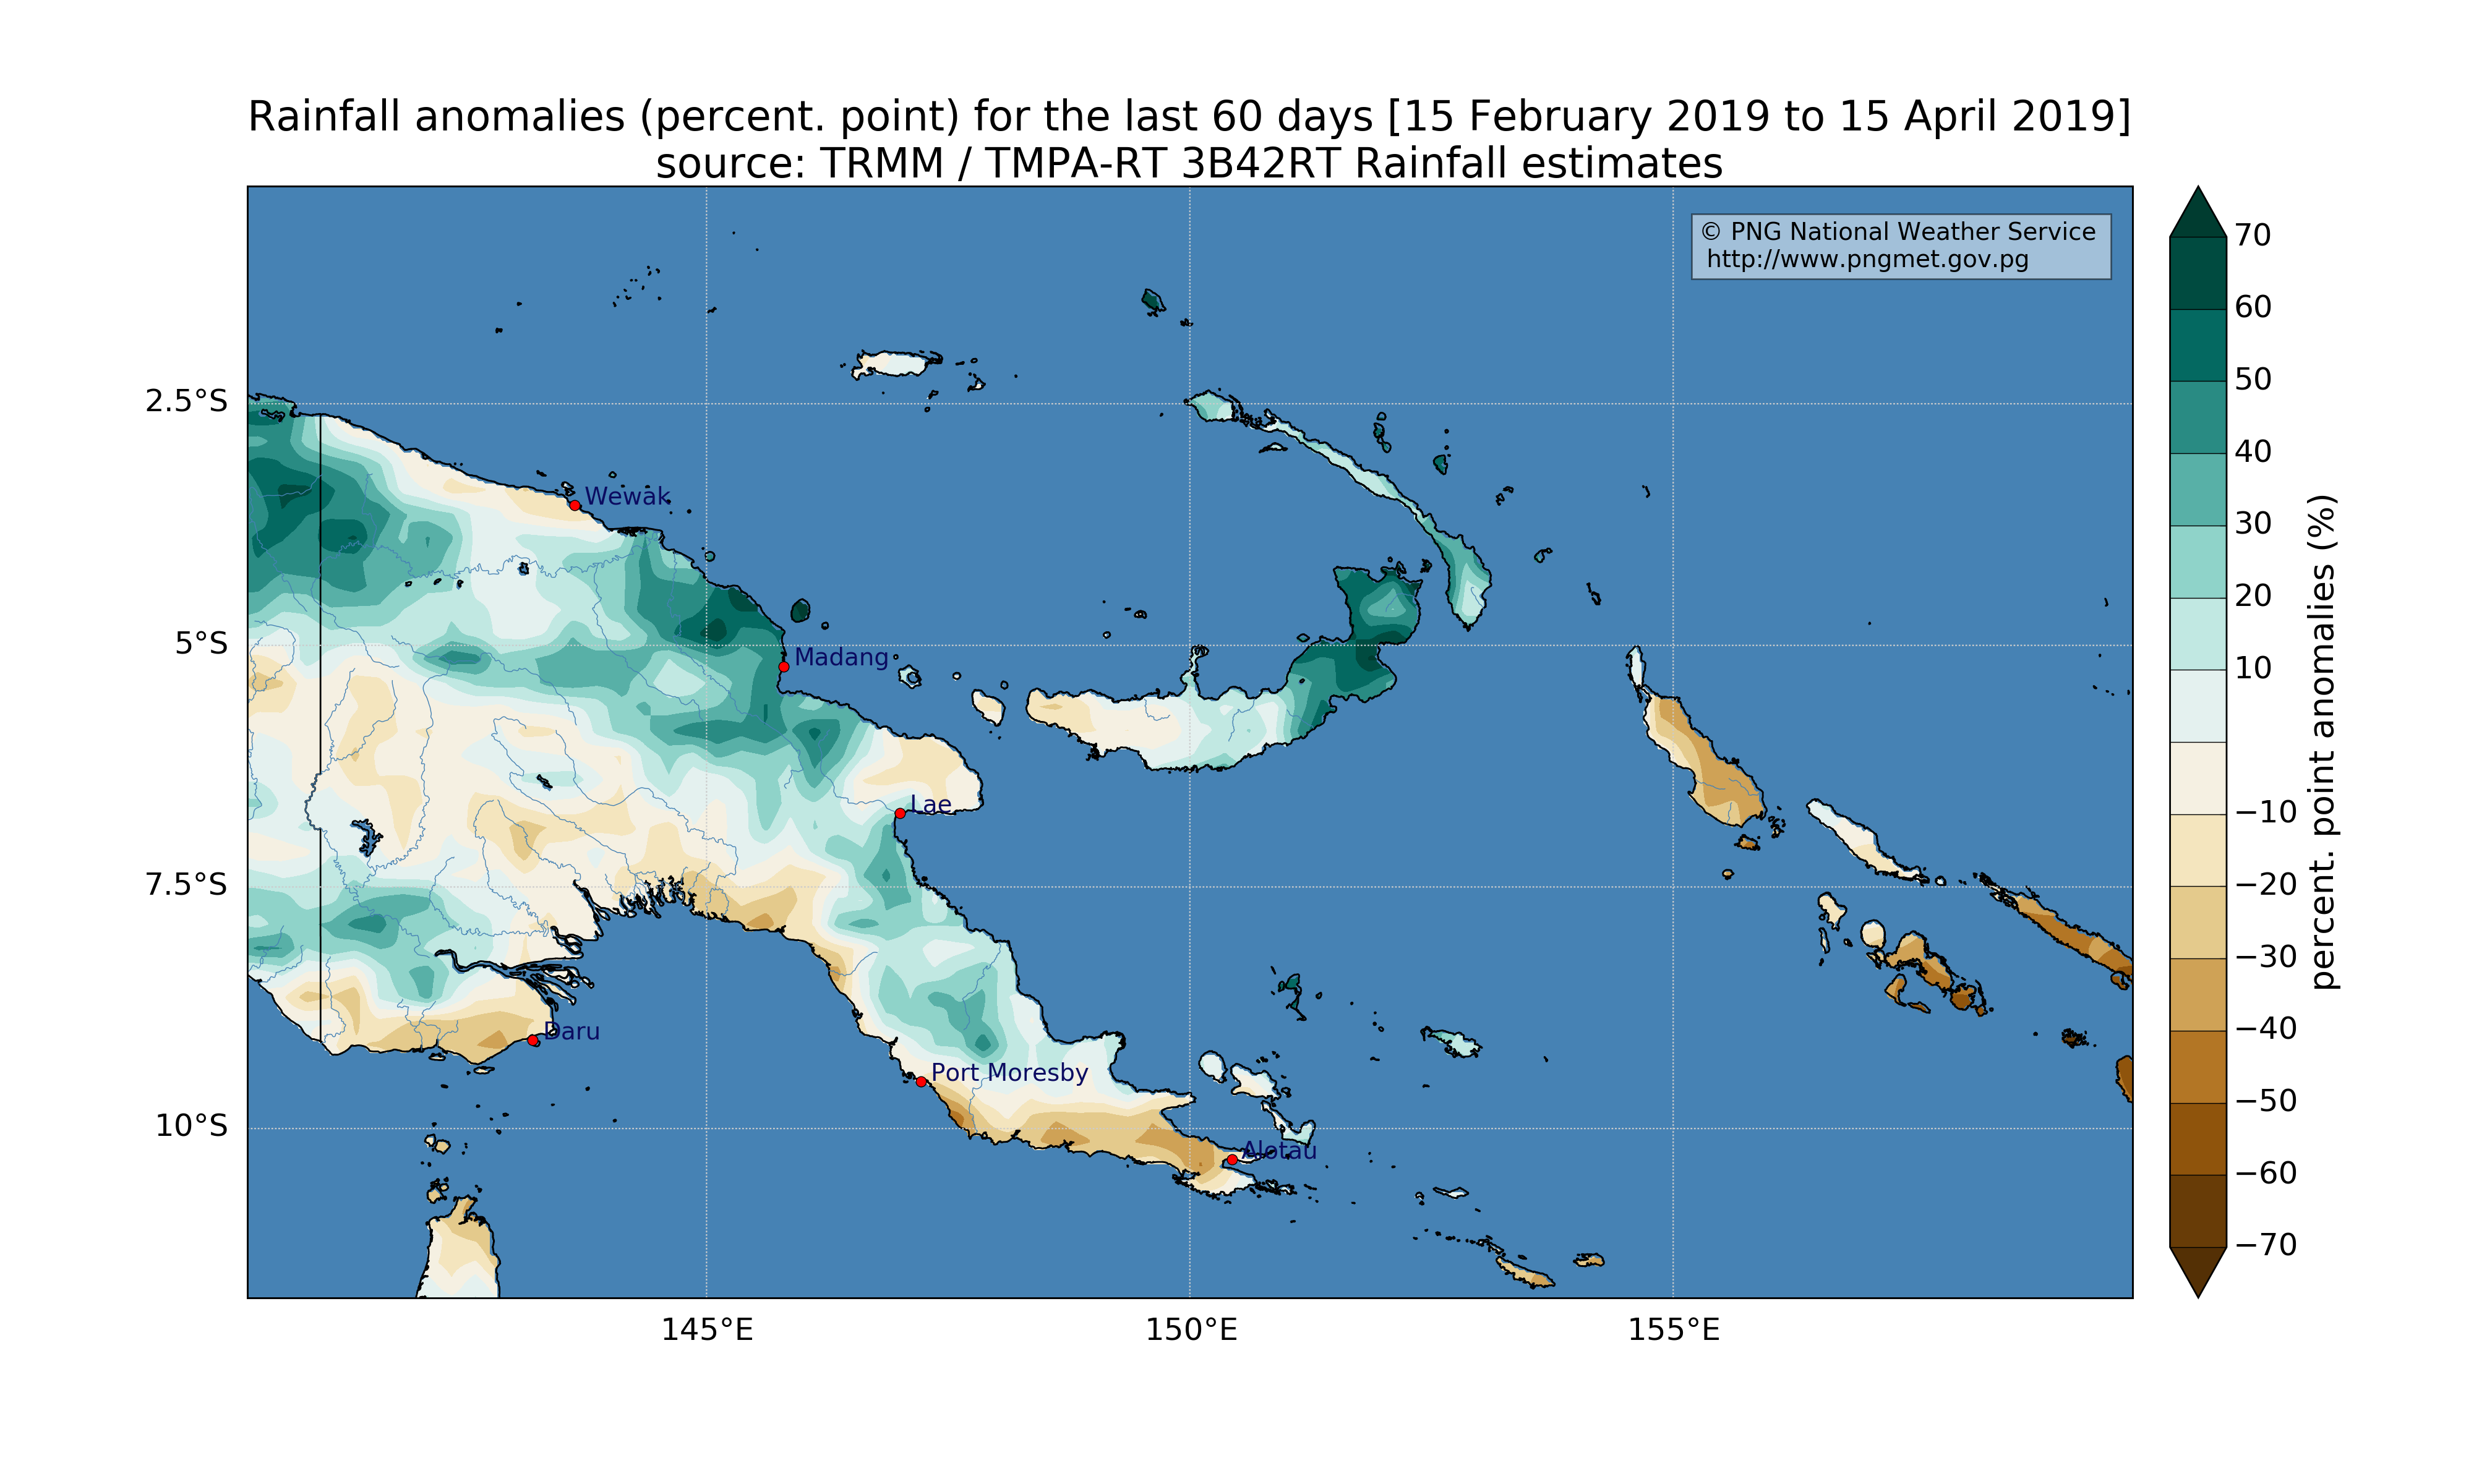 Rainfall anomalies (percent. point) for the last 60 days [15 February 2019 to 15 April 2019]
source: TRMM / TMPA-RT 3B42RT Rainfall estimates
© PNG National Weather Service
http://www.pngmet.gov.pg
2.5°S
5°S
7.5°S
10°S
145°E
150°E
155°E
Wewak
Madang
Lae
Daru
Port Moresby
Alotau
70
60
50
40
30
20
10
−10
−20
−30
−40
−50
−60
−70
percent. point anomalies (%)